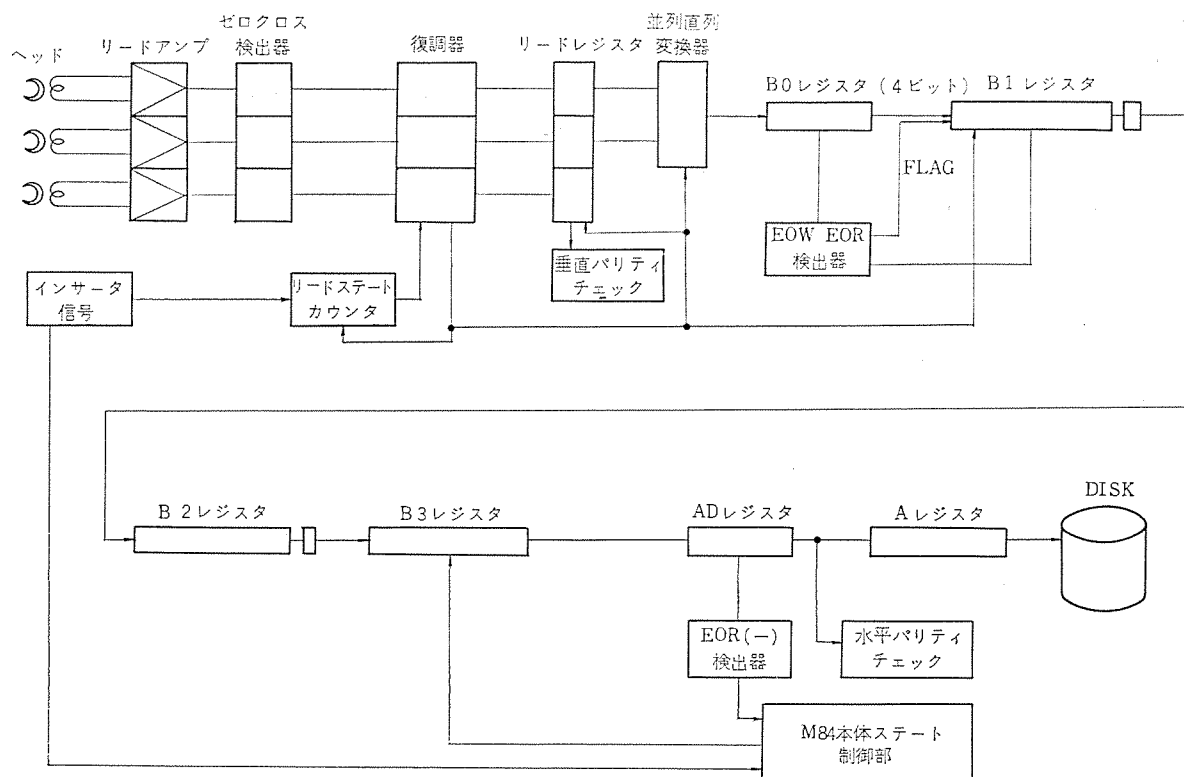 ヘッド
リードアンプ
ゼロクロス
検出器
復調器
リードレジスタ
並列直列
変換器
B0レジスタ(4ビット)
B1レジスタ
FLAG
EOW EOR
検出器
垂直パリティ
チェック
インサータ
信号
リードステート
カウンタ
B 2レジスタ
B3レジスタ
ADレジスタ
Aレジスタ
DISK
EOR(ー)
検出器
水平パリティ
チェック
M84本体ステート
制御部